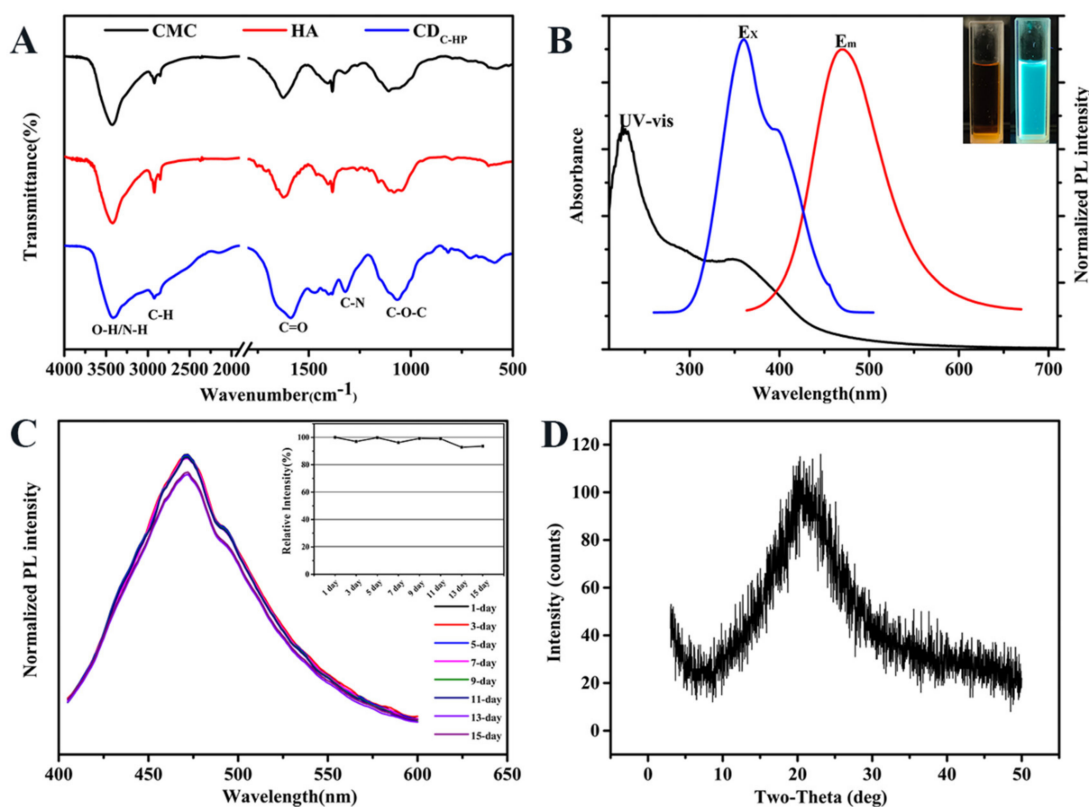 A
CMC
HA
CD_C-HP
Transmittance(%)
O-H/N-H
C-H
C=O
C-N
C-O-C
4000 3500 3000 2500 2000 1500 1000 500
Wavenumber(cm⁻¹)
B
Ex
Em
UV-vis
Absorbance
Normalized PL intensity
300 400 500 600 700
Wavelength(nm)
C
Normalized PL intensity
Relative Intensity(%)
100
80
60
40
20
0
1 day 3 day 5 day 7 day 9 day 11 day 13 day 15 day
1-day
3-day
5-day
7-day
9-day
11-day
13-day
15-day
400 450 500 550 600 650
Wavelength(nm)
D
Intensity (counts)
120
100
80
60
40
20
0
0 10 20 30 40 50
Two-Theta (deg)